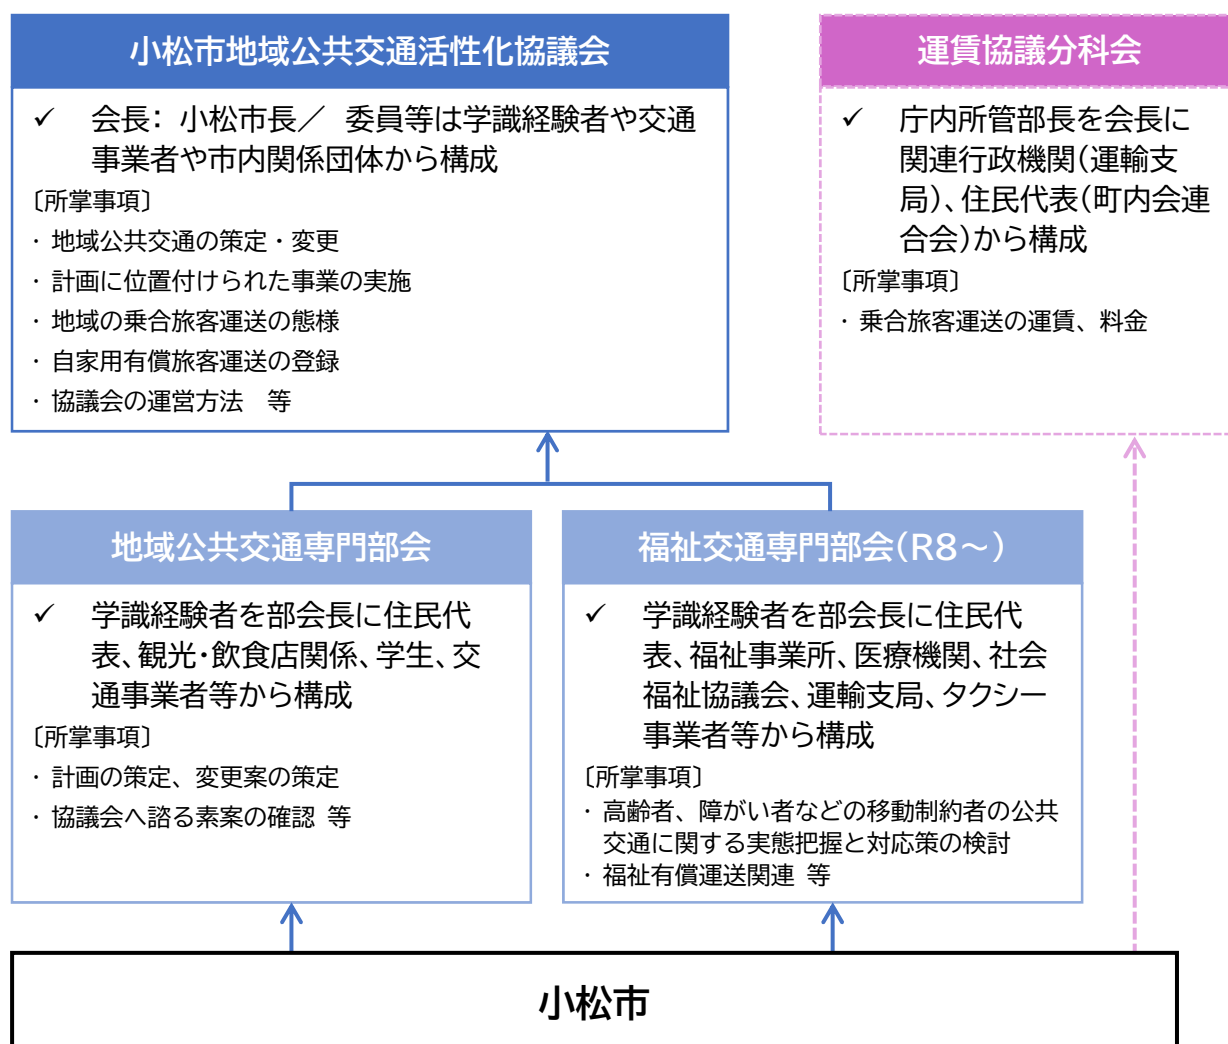 小松市地域公共交通活性化協議会
✓ 会長： 小松市長／ 委員等は学識経験者や交通
事業者や市内関係団体から構成
〔所掌事項〕
・地域公共交通の策定・変更
・計画に位置付けられた事業の実施
・地域の乗合旅客運送の態様
・自家用有償旅客運送の登録
・協議会の運営方法　等
運賃協議分科会
✓ 庁内所管部長を会長に
関連行政機関（運輸支
局）、住民代表（町内会連
合会）から構成
〔所掌事項〕
・乗合旅客運送の運賃、料金
地域公共交通専門部会
✓ 学識経験者を部会長に住民代
表、観光・飲食店関係、学生、交
通事業者等から構成
〔所掌事項〕
・計画の策定、変更案の策定
・協議会へ諮る素案の確認 等
福祉交通専門部会（R8～）
✓ 学識経験者を部会長に住民代
表、福祉事業所、医療機関、社会
福祉協議会、運輸支局、タクシー
事業者等から構成
〔所掌事項〕
・高齢者、障がい者などの移動制約者の公共
交通に関する実態把握と対応策の検討
・福祉有償運送関連 等
小松市